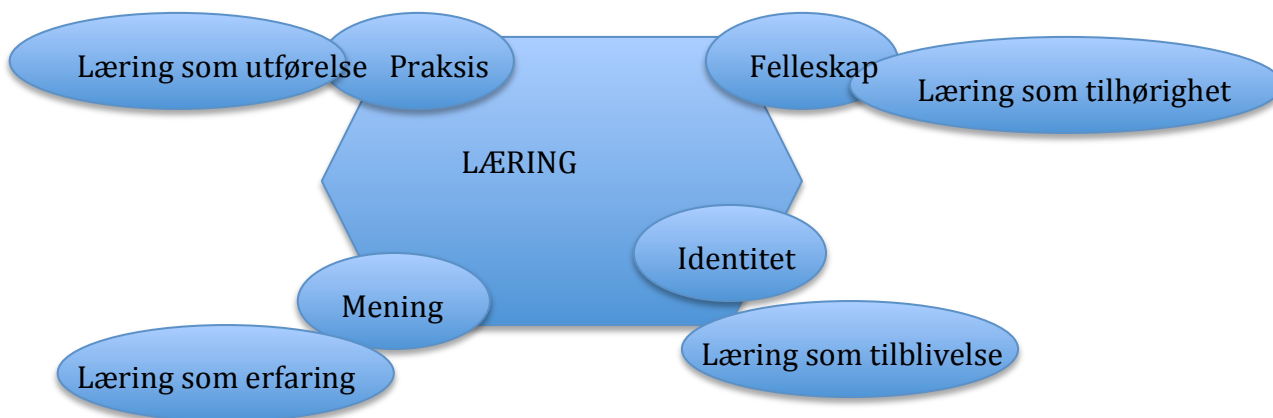 Læring som utførelse
Praksis
Felleskap
Læring som tilhørighet
LÆRING
Identitet
Mening
Læring som tilblivelse
Læring som erfaring